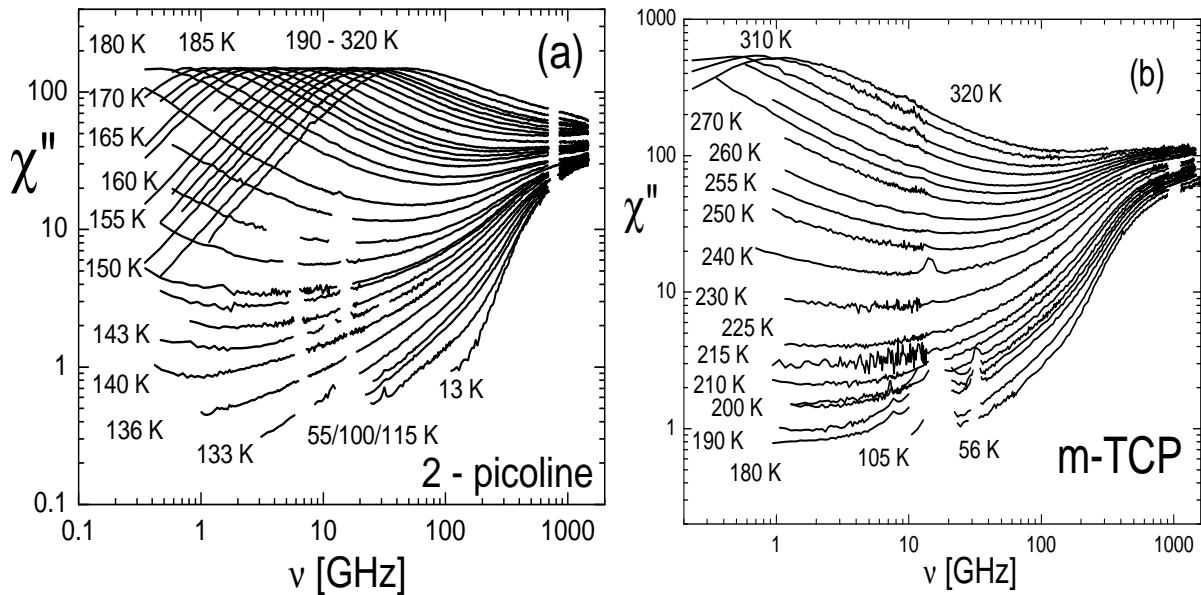 180 K 185 K 190 - 320 K (a)
100
170 K
χ"
165 K
160 K
10
155 K
150 K
143 K
1
140 K
13 K
136 K
133 K
55/100/115 K
2 - picoline
0.1
0.1 1 10 100 1000
ν [GHz]
1000
310 K
(b)
320 K
270 K
100
260 K
χ"
255 K
250 K
240 K
10
230 K
225 K
215 K
210 K
200 K
1
190 K
180 K
105 K
56 K
m-TCP
1 10 100 1000
ν [GHz]